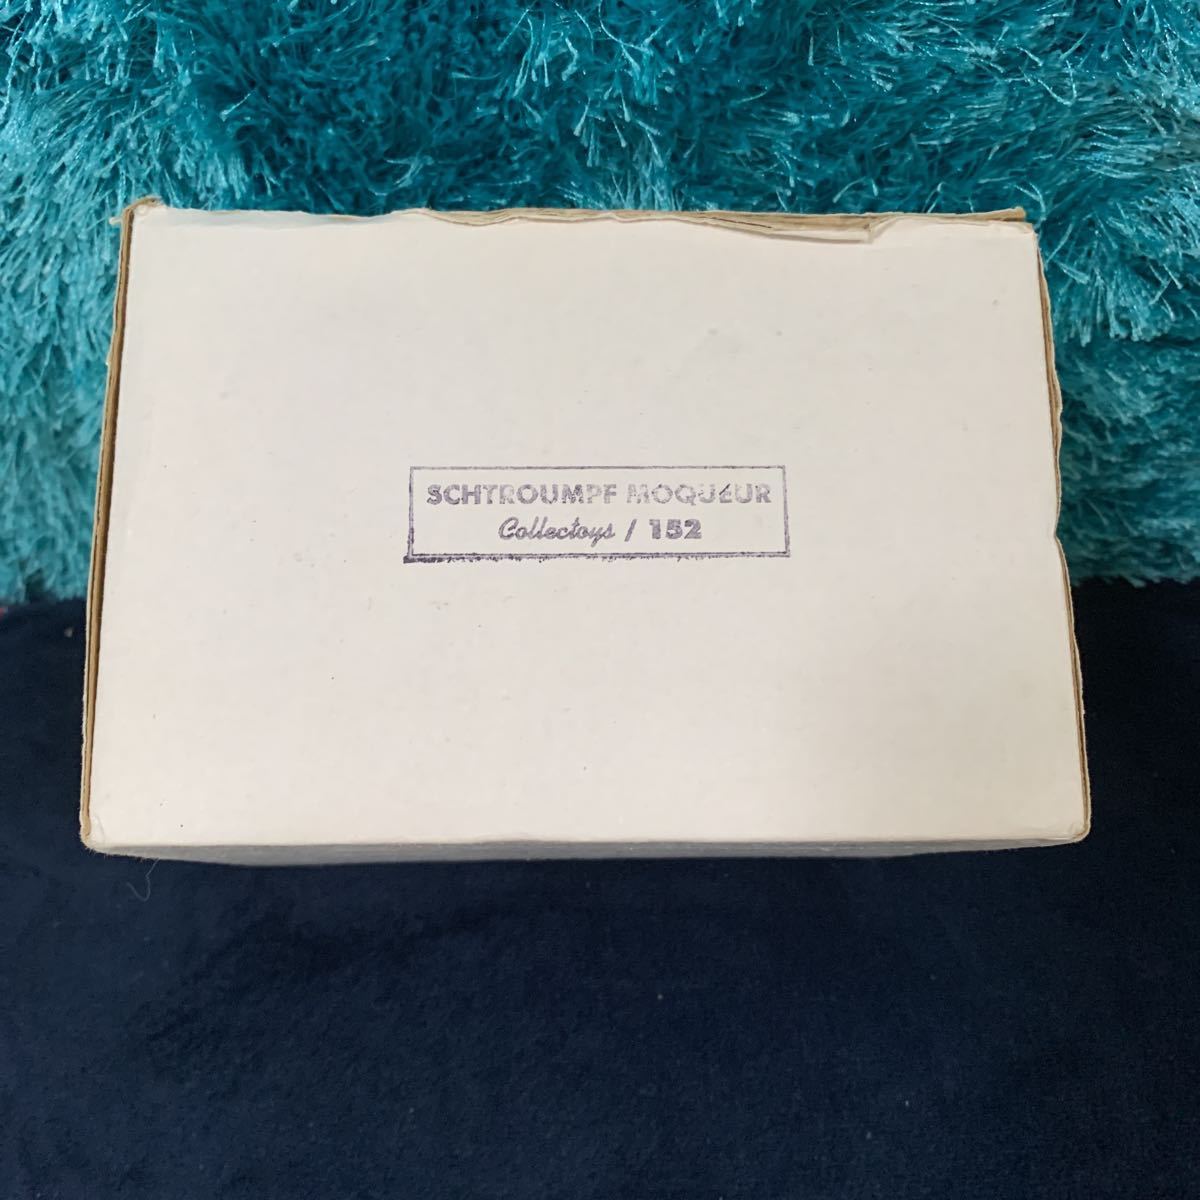 SCHTROUMPF MOQUEUR
Collectoys / 152